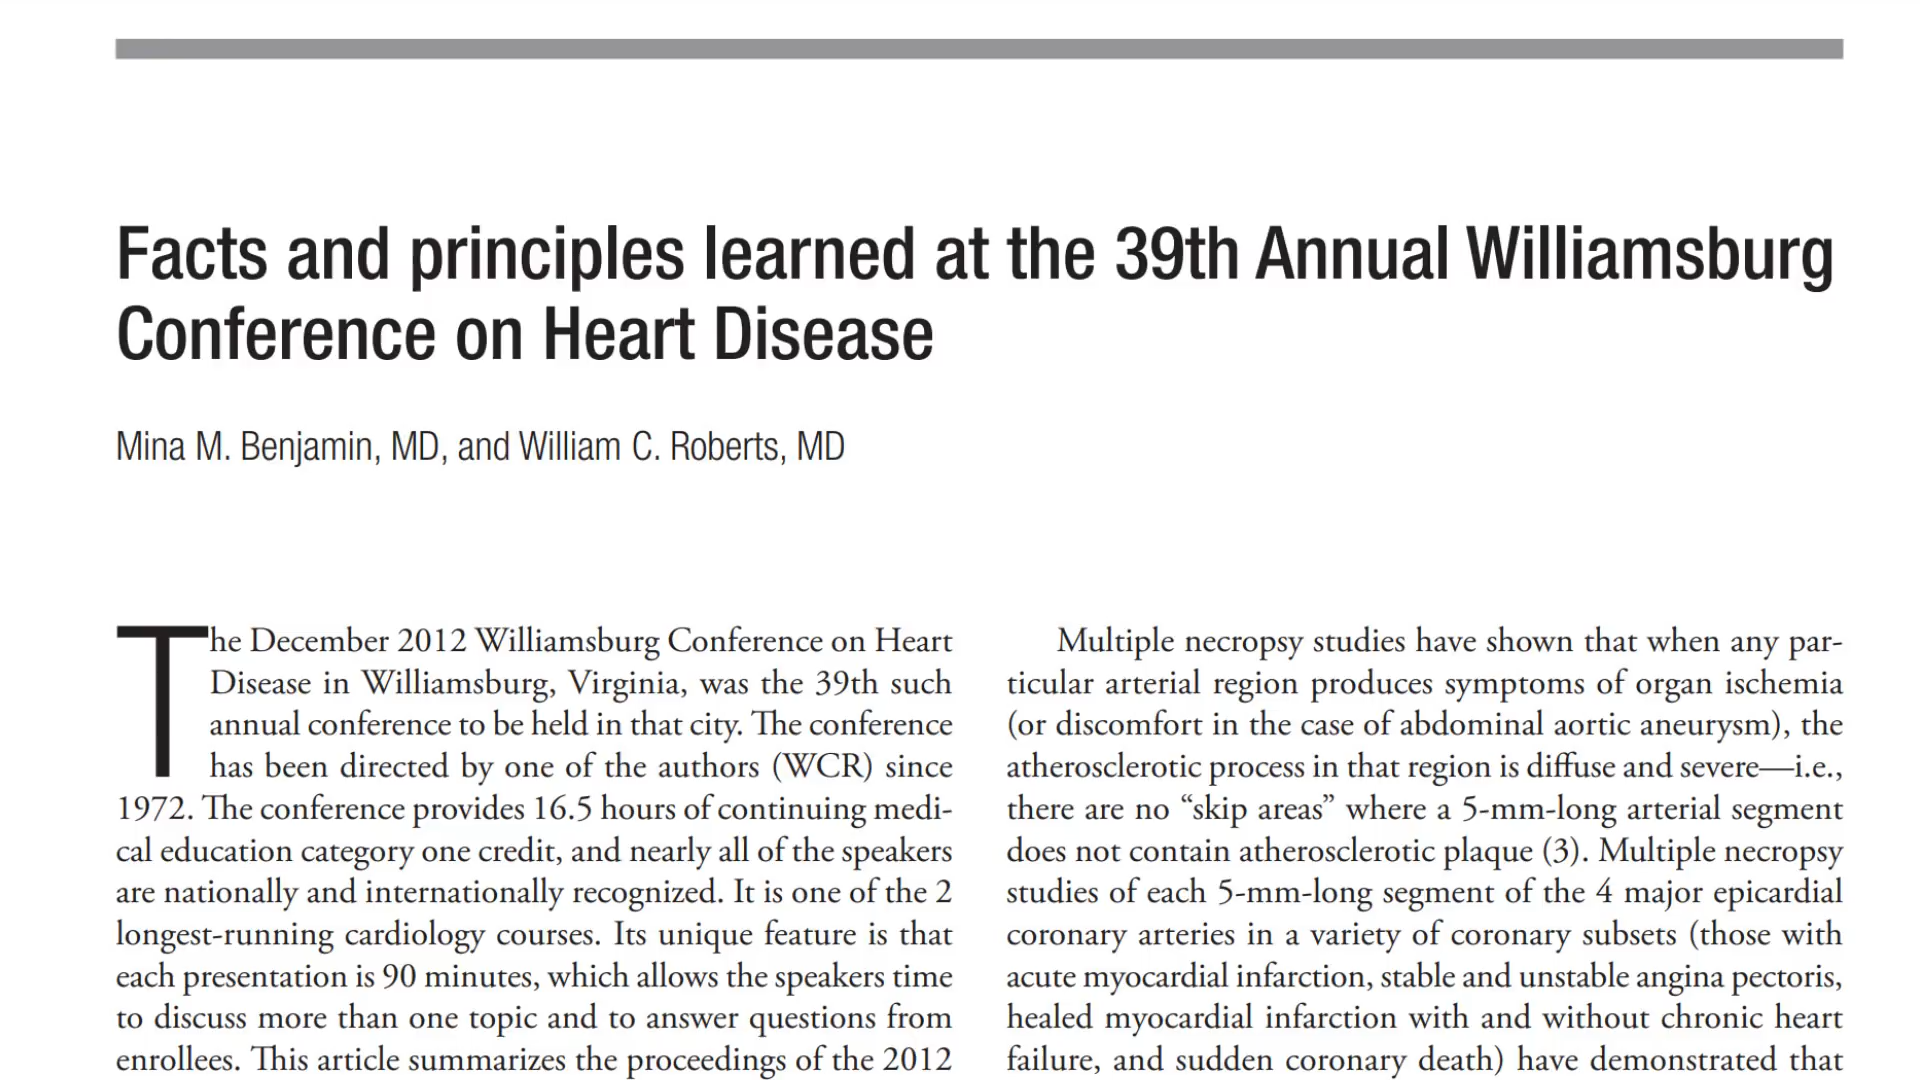 Facts and principles learned at the 39th Annual Williamsburg
Conference on Heart Disease
Mina M. Benjamin, MD, and William C. Roberts, MD
The December 2012 Williamsburg Conference on Heart
Disease in Williamsburg, Virginia, was the 39th such
annual conference to be held in that city. The conference
has been directed by one of the authors (WCR) since
1972. The conference provides 16.5 hours of continuing medi-
cal education category one credit, and nearly all of the speakers
are nationally and internationally recognized. It is one of the 2
longest-running cardiology courses. Its unique feature is that
each presentation is 90 minutes, which allows the speakers time
to discuss more than one topic and to answer questions from
enrollees. This article summarizes the proceedings of the 2012
Multiple necropsy studies have shown that when any par-
ticular arterial region produces symptoms of organ ischemia
(or discomfort in the case of abdominal aortic aneurysm), the
atherosclerotic process in that region is diffuse and severe—i.e.,
there are no “skip areas” where a 5-mm-long arterial segment
does not contain atherosclerotic plaque (3). Multiple necropsy
studies of each 5-mm-long segment of the 4 major epicardial
coronary arteries in a variety of coronary subsets (those with
acute myocardial infarction, stable and unstable angina pectoris,
healed myocardial infarction with and without chronic heart
failure, and sudden coronary death) have demonstrated that